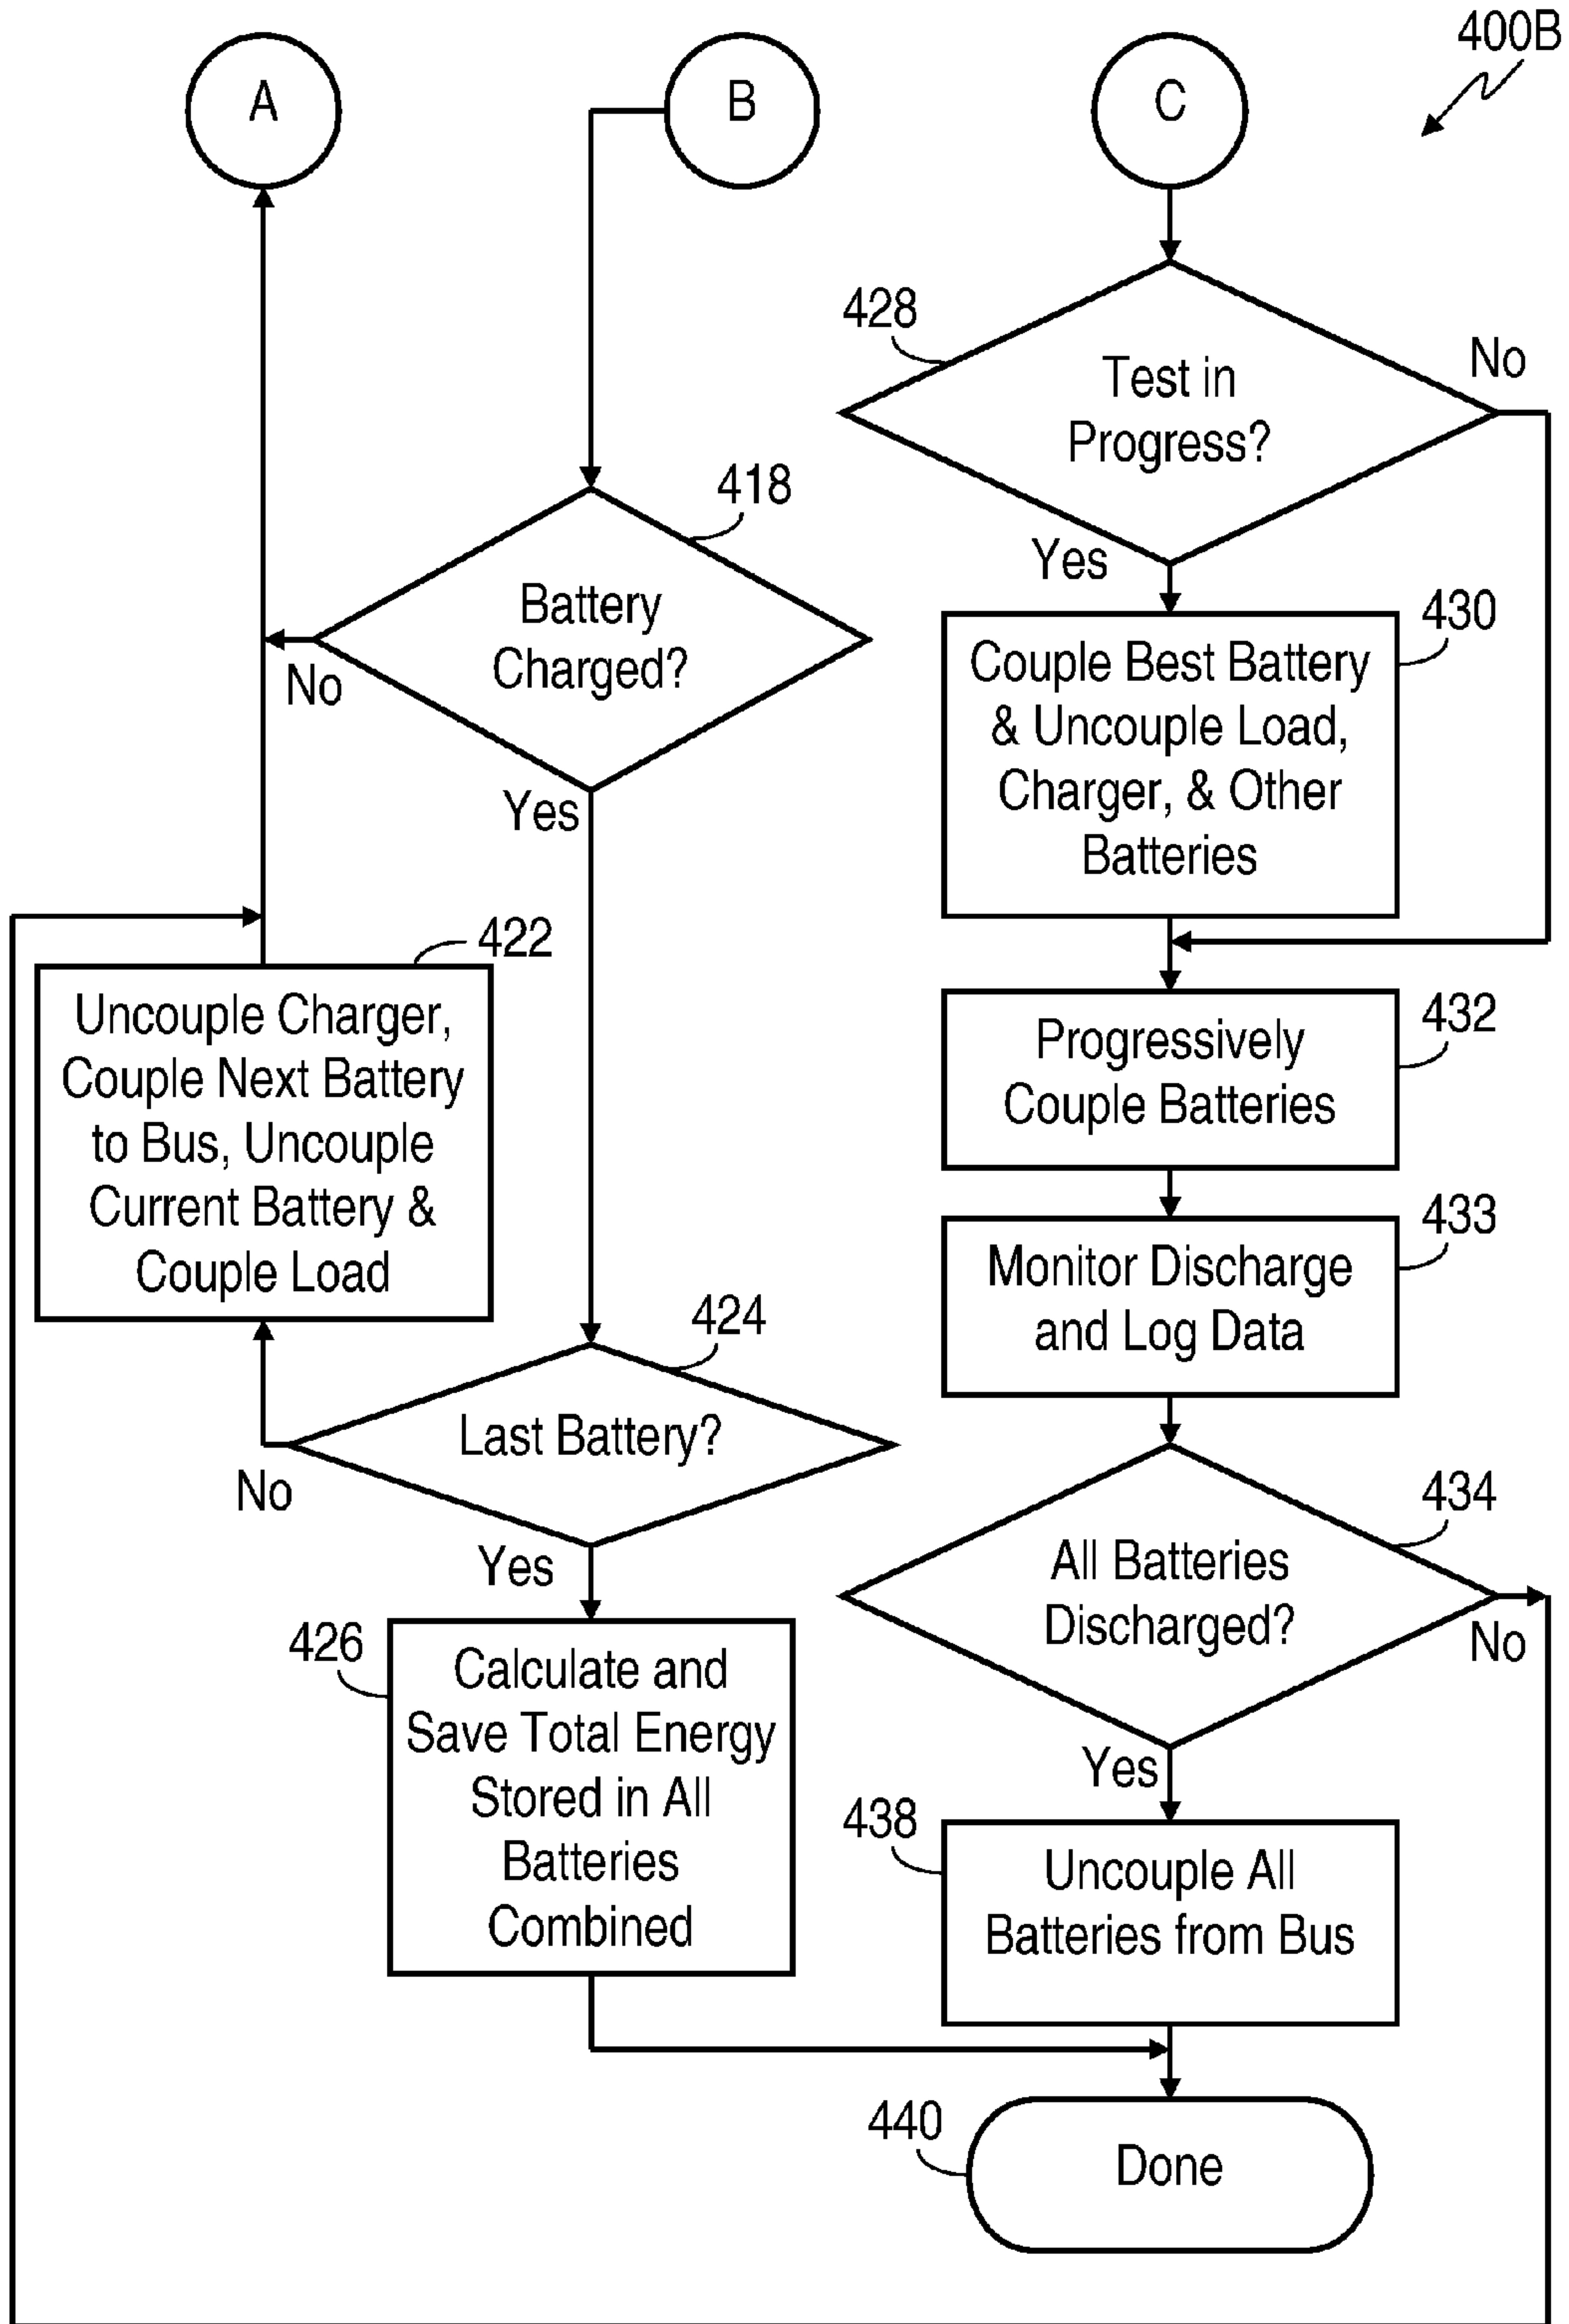 400B
A
B
C
428
Test in
Progress?
No
Yes
418
Battery
Charged?
No
Yes
430
Couple Best Battery
& Uncouple Load,
Charger, & Other
Batteries
422
Uncouple Charger,
Couple Next Battery
to Bus, Uncouple
Current Battery &
Couple Load
432
Progressively
Couple Batteries
433
Monitor Discharge
and Log Data
424
Last Battery?
No
Yes
434
All Batteries
Discharged?
No
Yes
426
Calculate and
Save Total Energy
Stored in All
Batteries
Combined
438
Uncouple All
Batteries from Bus
440
Done